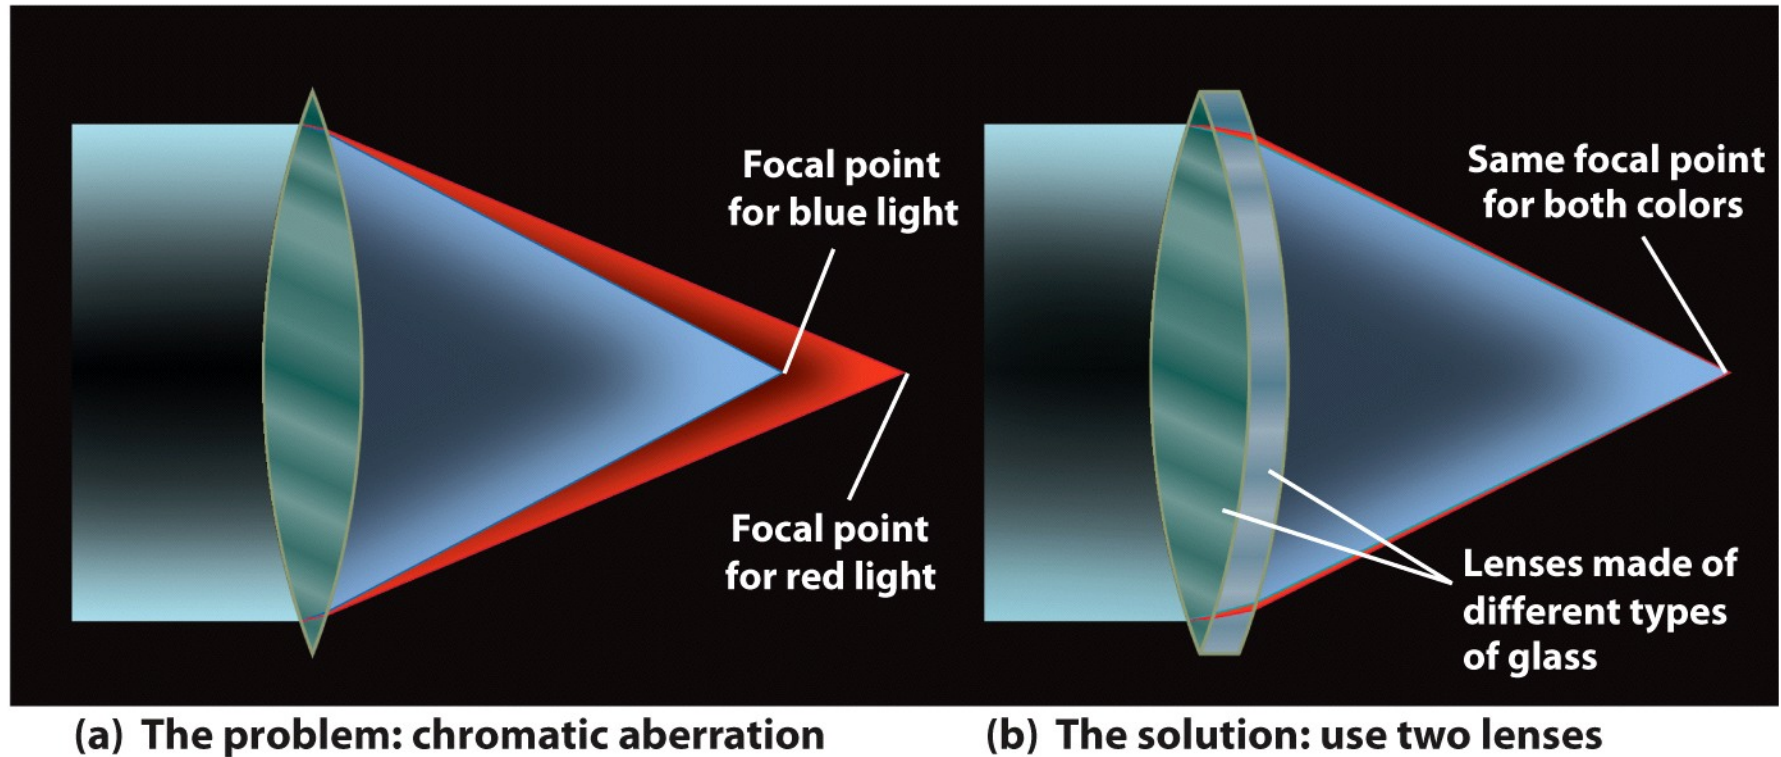 Focal point
for blue light
Focal point
for red light
(a) The problem: chromatic aberration
Same focal point
for both colors
Lenses made of
different types
of glass
(b) The solution: use two lenses